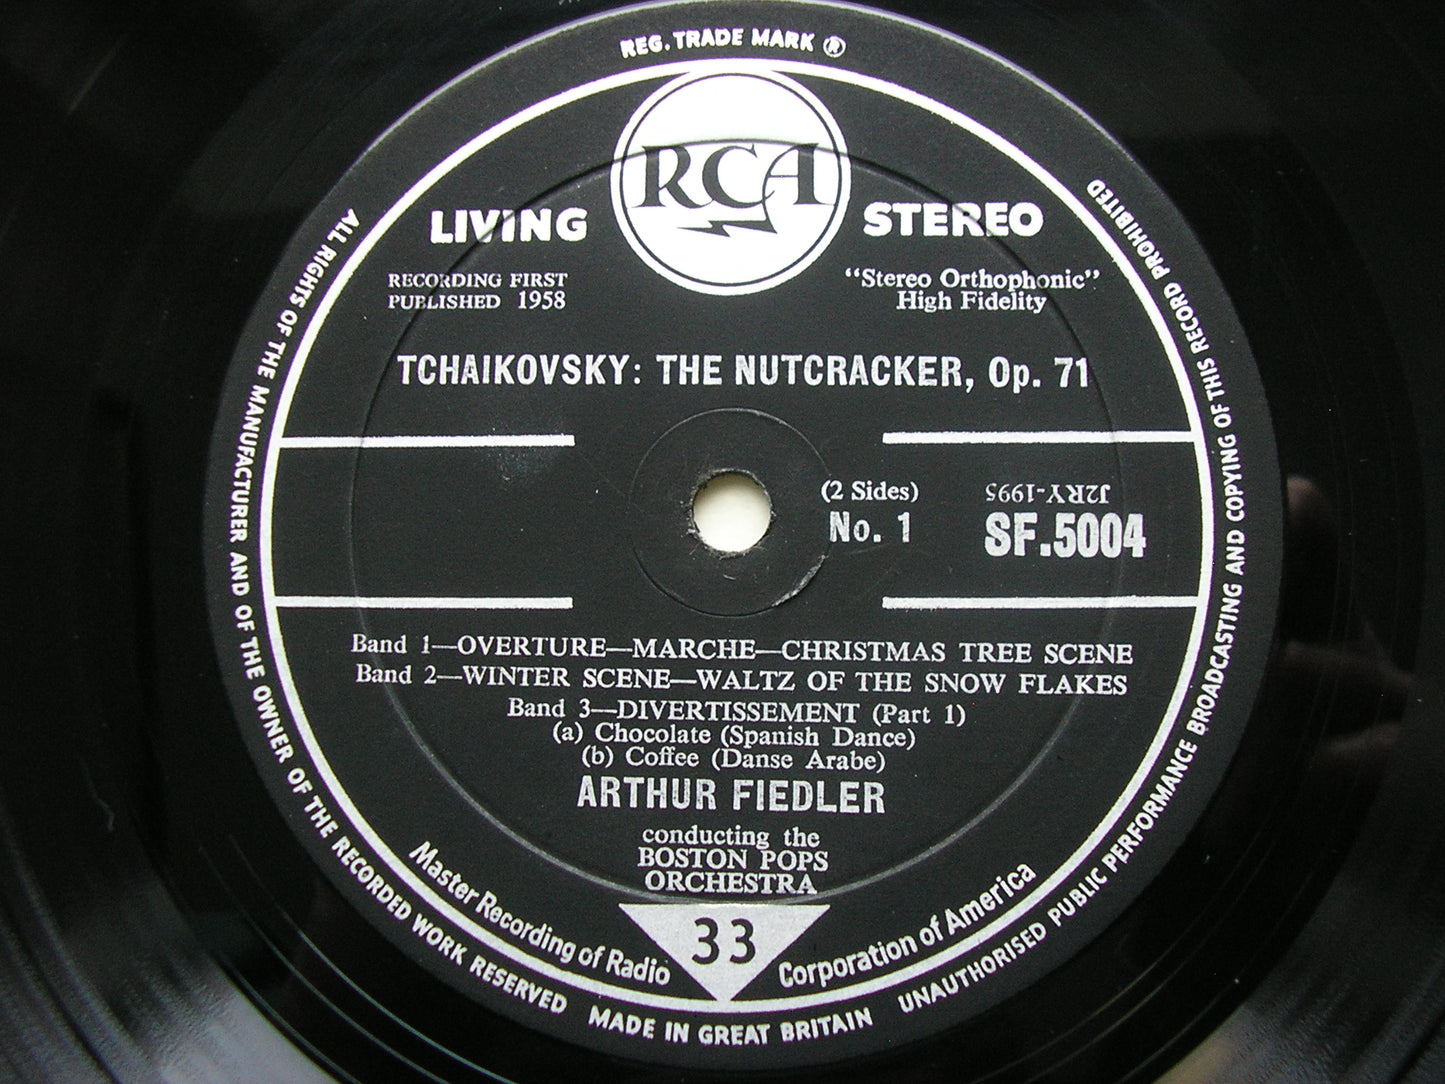 REG. TRADE MARK ®
RCA
LIVING STEREO
RECORDING FIRST
PUBLISHED 1958
"Stereo Orthophonic"
High Fidelity
TCHAIKOVSKY: THE NUTCRACKER, Op. 71
(2 Sides)
No. 1
J2RY-1995
SF.5004
Band 1—OVERTURE—MARCHE—CHRISTMAS TREE SCENE
Band 2—WINTER SCENE—WALTZ OF THE SNOW FLAKES
Band 3—DIVERTISSEMENT (Part 1)
(a) Chocolate (Spanish Dance)
(b) Coffee (Danse Arabe)
ARTHUR FIEDLER
conducting the
BOSTON POPS
ORCHESTRA
33
Master Recording of Radio Corporation of America
ALL RIGHTS OF THE MANUFACTURER AND OF THE OWNER OF THE RECORDED WORK RESERVED
MADE IN GREAT BRITAIN
UNAUTHORISED PUBLIC PERFORMANCE BROADCASTING AND COPYING OF THIS RECORD PROHIBITED